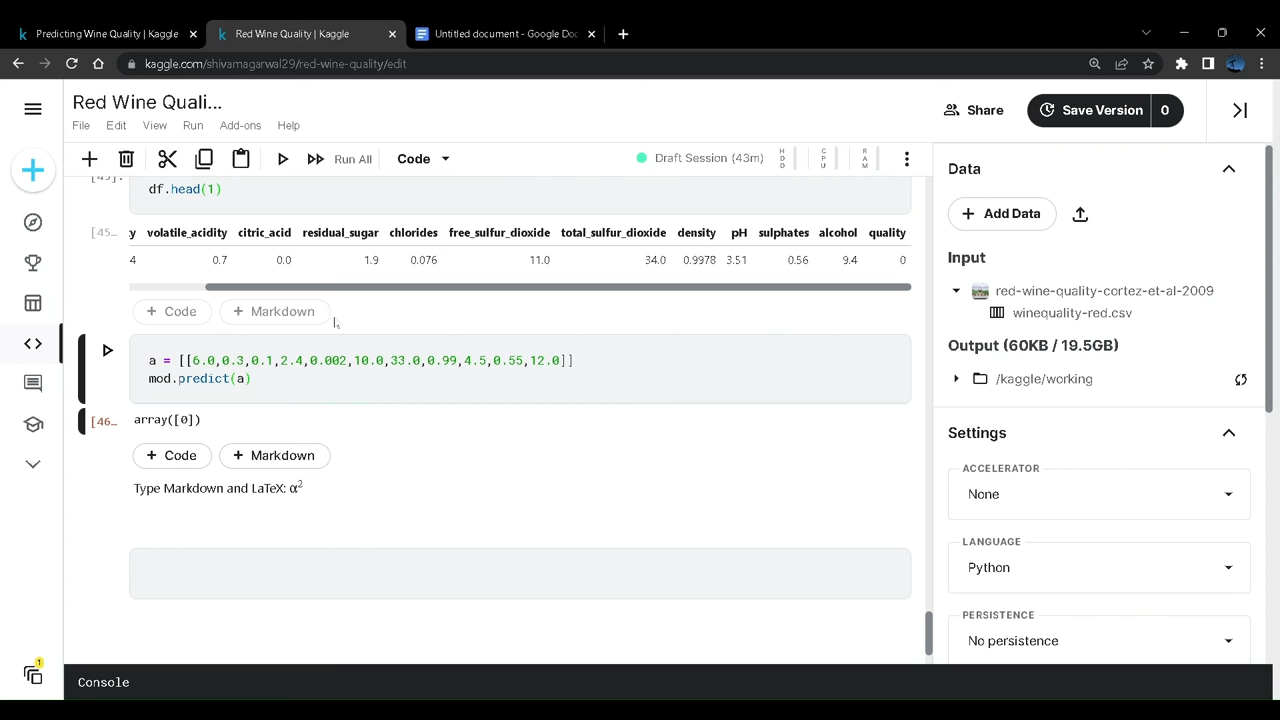 Predicting Wine Quality | Kaggle
Red Wine Quality | Kaggle
Untitled document - Google Doc
kaggle.com/shivamagarwal29/red-wine-quality/edit
Red Wine Quali...
File Edit View Run Add-ons Help
Share
Save Version 0
Run All
Code
Draft Session (43m)
HDD
CPU
RAM
[45].
df.head(1)
[45...
y volatile_acidity citric_acid residual_sugar chlorides free_sulfur_dioxide total_sulfur_dioxide density pH sulphates alcohol quality
4 0.7 0.0 1.9 0.076 11.0 34.0 0.9978 3.51 0.56 9.4 0
+ Code + Markdown
a = [[6.0,0.3,0.1,2.4,0.002,10.0,33.0,0.99,4.5,0.55,12.0]]
mod.predict(a)
[46...
array([0])
+ Code + Markdown
Type Markdown and LaTeX: α²
Data
+ Add Data
Input
red-wine-quality-cortez-et-al-2009
winequality-red.csv
Output (60KB / 19.5GB)
/kaggle/working
Settings
ACCELERATOR
None
LANGUAGE
Python
PERSISTENCE
No persistence
1
Console